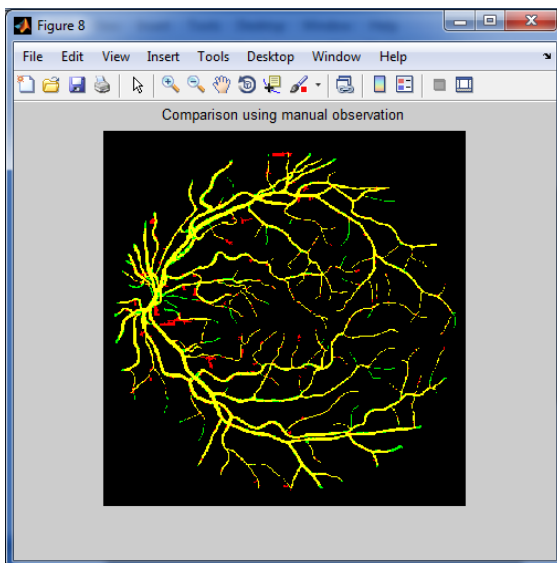 Figure 8
File Edit View Insert Tools Desktop Window Help
Comparison using manual observation